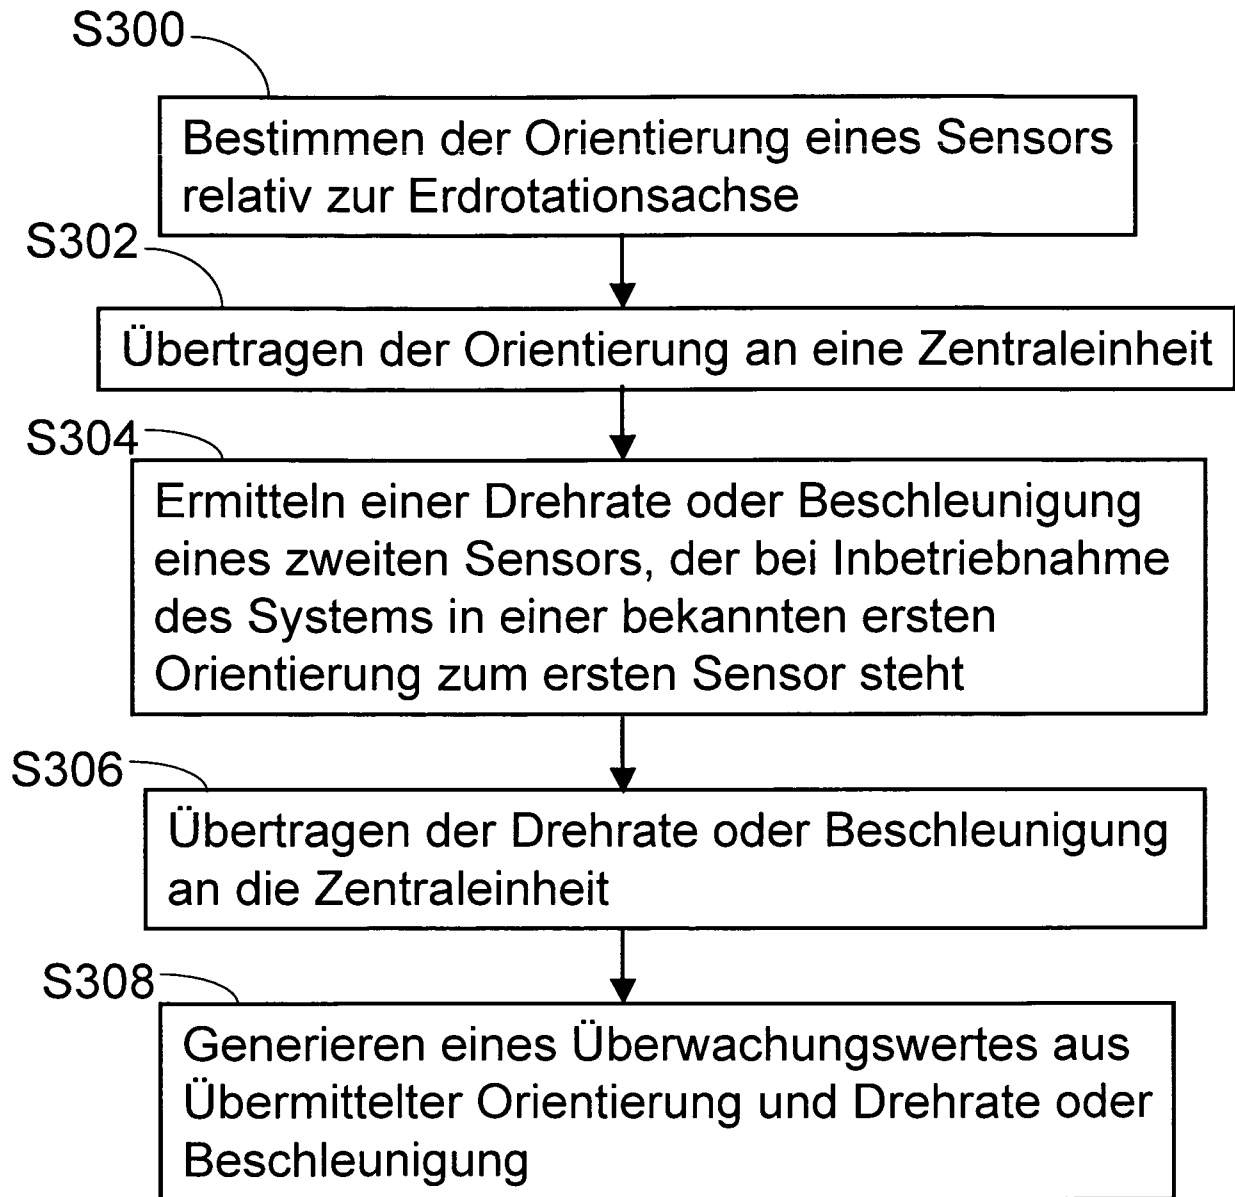 S300
Bestimmen der Orientierung eines Sensors
relativ zur Erdrotationsachse
S302
Übertragen der Orientierung an eine Zentraleinheit
S304
Ermitteln einer Drehrate oder Beschleunigung
eines zweiten Sensors, der bei Inbetriebnahme
des Systems in einer bekannten ersten
Orientierung zum ersten Sensor steht
S306
Übertragen der Drehrate oder Beschleunigung
an die Zentraleinheit
S308
Generieren eines Überwachungswertes aus
Übermittelter Orientierung und Drehrate oder
Beschleunigung